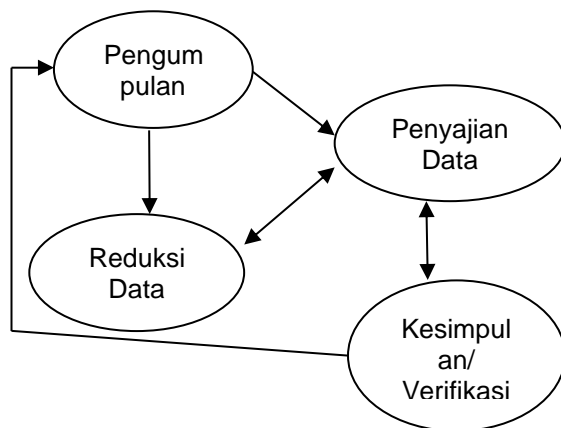 Pengum
pulan
Penyajian
Data
Reduksi
Data
Kesimpul
an/
Verifikasi